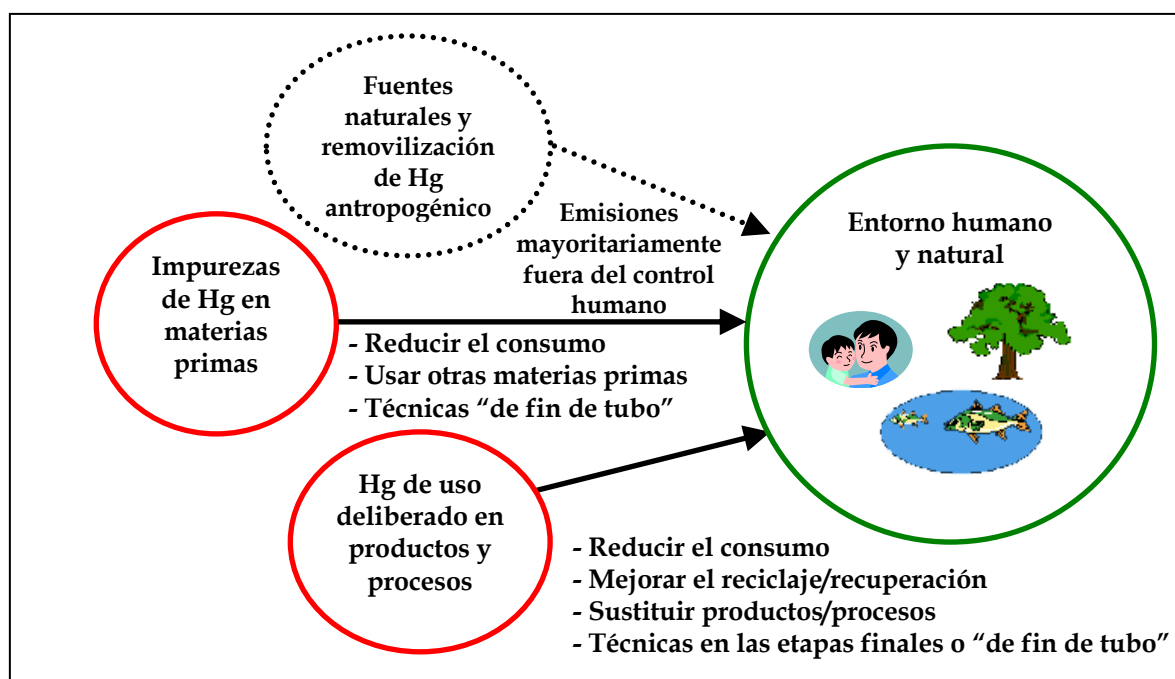 Fuentes
naturales y
removilización
de Hg
antropogénico
Emisiones
mayoritariamente
fuera del control
humano
Entorno humano
y natural
Impurezas
de Hg en
materias
primas
- Reducir el consumo
- Usar otras materias primas
- Técnicas “de fin de tubo”
Hg de uso
deliberado en
productos y
procesos
- Reducir el consumo
- Mejorar el reciclaje/recuperación
- Sustituir productos/procesos
- Técnicas en las etapas finales o “de fin de tubo”